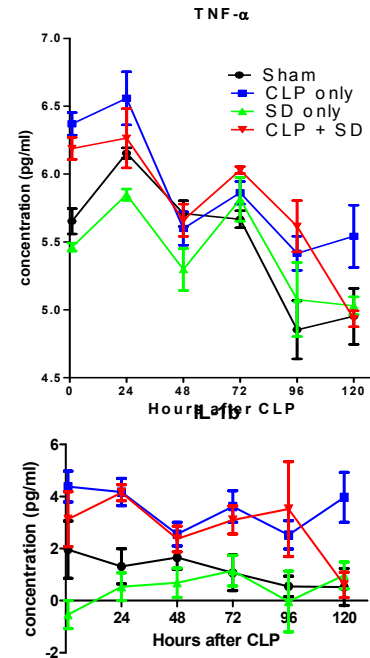 TNF-α
7.0
6.5
6.0
5.5
5.0
4.5
concentration (pg/ml)
Sham
CLP only
SD only
CLP + SD
0
24
48
72
96
120
Hours after CLP
IL-1b
6
4
2
0
-2
concentration (pg/ml)
24
48
72
96
120
Hours after CLP